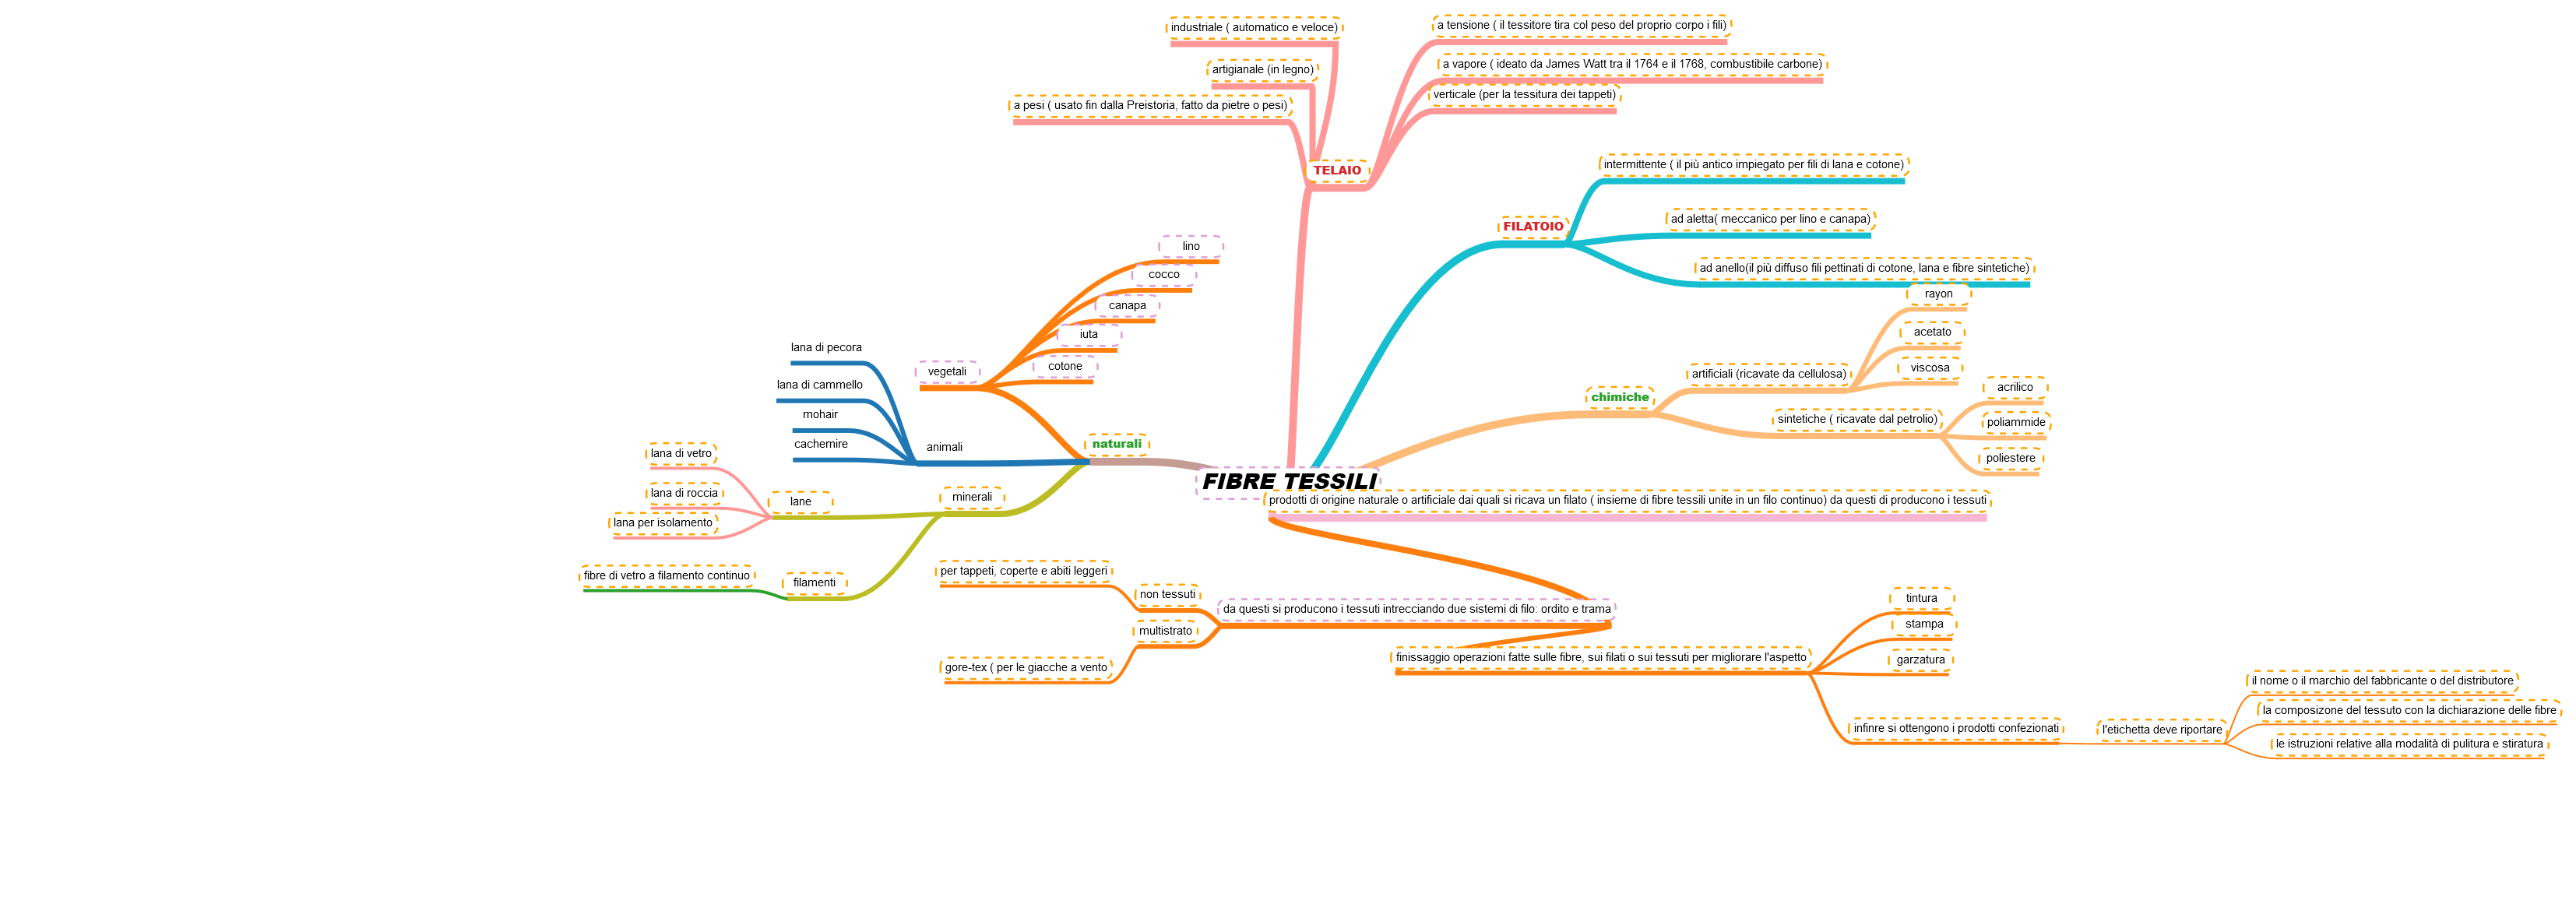 industriale ( automatico e veloce)
artigianale (in legno)
a pesi ( usato fin dalla Preistoria, fatto da pietre o pesi)
a tensione ( il tessitore tira col peso del proprio corpo i fili)
a vapore ( ideato da James Watt tra il 1764 e il 1768, combustibile carbone)
verticale (per la tessitura dei tappeti)
TELAIO
intermittente ( il più antico impiegato per fili di lana e cotone)
ad aletta( meccanico per lino e canapa)
FILATOIO
ad anello(il più diffuso fili pettinati di cotone, lana e fibre sintetiche)
lino
cocco
canapa
iuta
cotone
vegetali
lana di pecora
lana di cammello
mohair
cachemire
animali
naturali
lana di vetro
lana di roccia
lana per isolamento
lane
minerali
fibre di vetro a filamento continuo
filamenti
rayon
acetato
viscosa
artificiali (ricavate da cellulosa)
chimiche
sintetiche ( ricavate dal petrolio)
acrilico
poliammide
poliestere
FIBRE TESSILI
prodotti di origine naturale o artificiale dai quali si ricava un filato ( insieme di fibre tessili unite in un filo continuo) da questi di producono i tessuti
per tappeti, coperte e abiti leggeri
non tessuti
multistrato
gore-tex ( per le giacche a vento
da questi si producono i tessuti intrecciando due sistemi di filo: ordito e trama
finissaggio operazioni fatte sulle fibre, sui filati o sui tessuti per migliorare l'aspetto
tintura
stampa
garzatura
infinre si ottengono i prodotti confezionati
l'etichetta deve riportare
il nome o il marchio del fabbricante o del distributore
la composizone del tessuto con la dichiarazione delle fibre
le istruzioni relative alla modalità di pulitura e stiratura